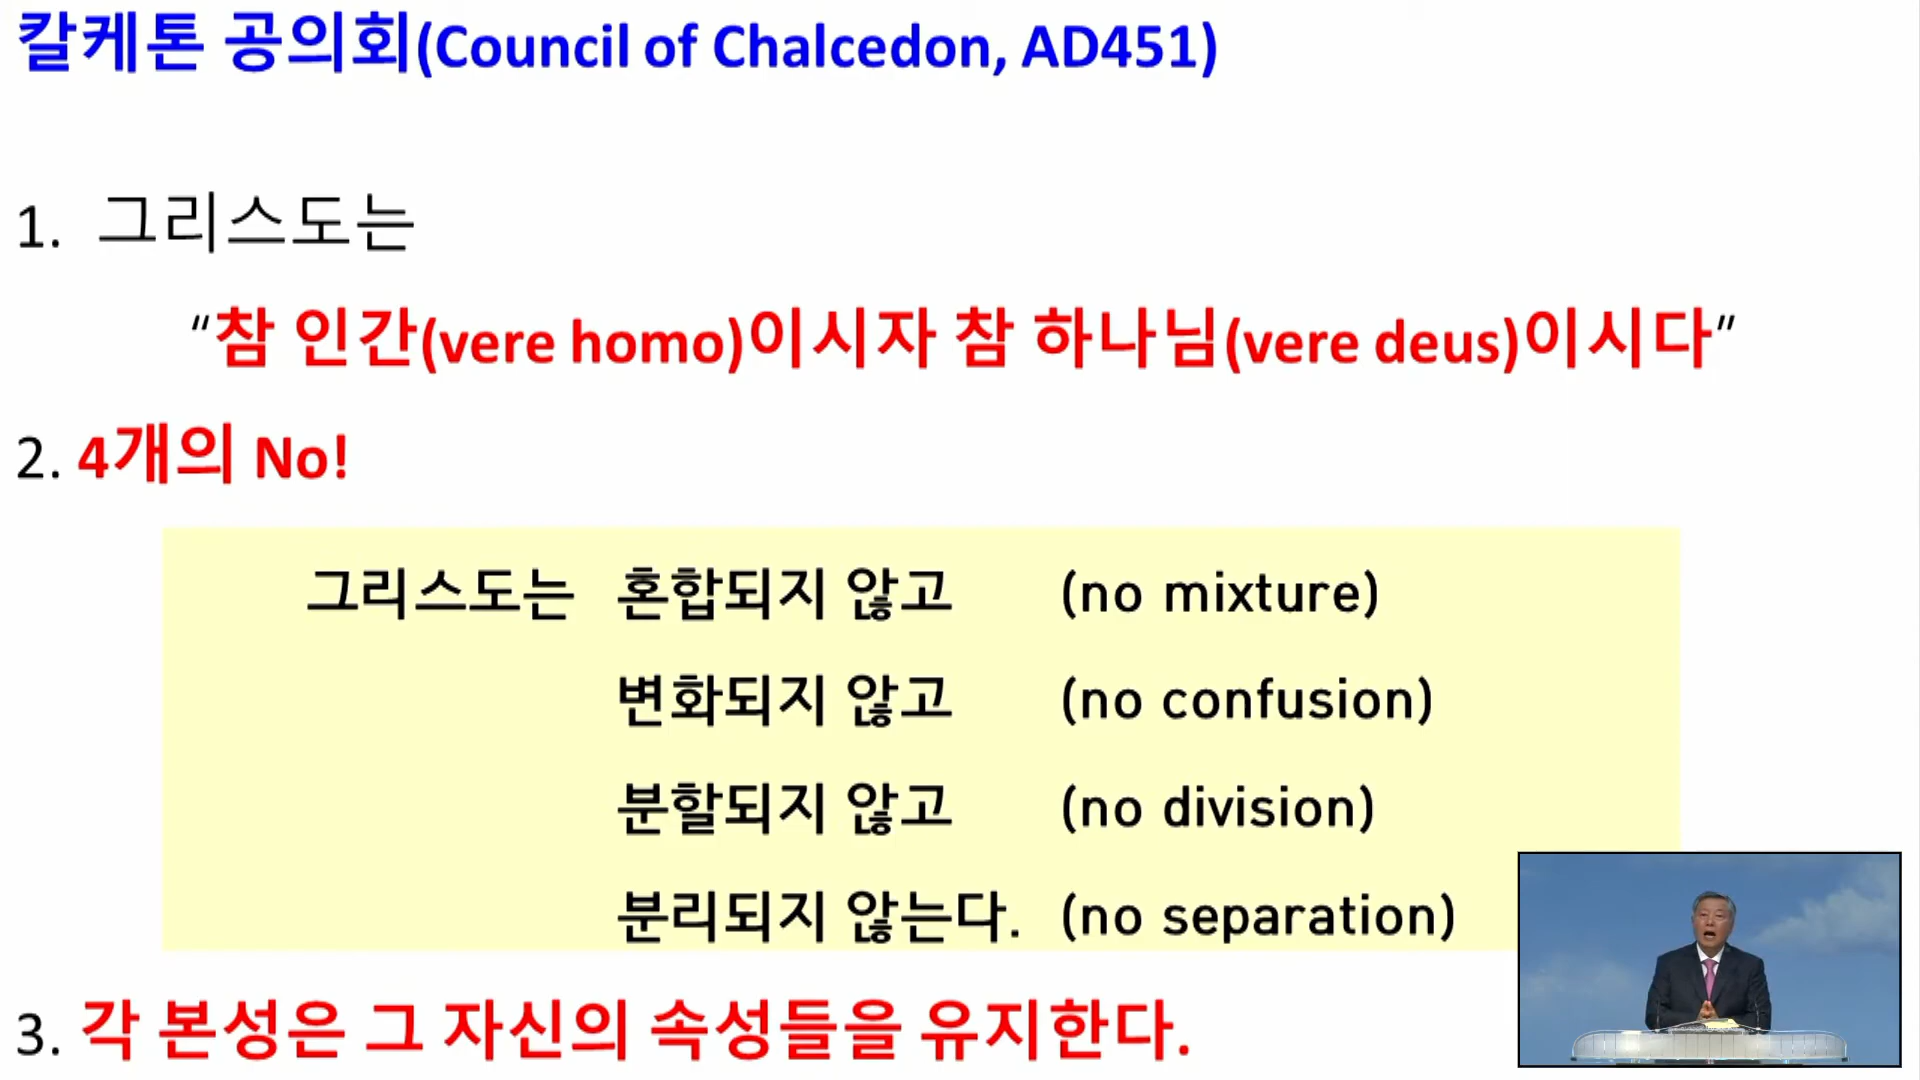 칼케톤 공의회(Council of Chalcedon, AD451)
1. 그리스도는
“참 인간(vere homo)이시자 참 하나님(vere deus)이시다”
2. 4개의 No!
그리스도는 혼합되지 않고 (no mixture)
변화되지 않고 (no confusion)
분할되지 않고 (no division)
분리되지 않는다. (no separation)
3. 각 본성은 그 자신의 속성들을 유지한다.